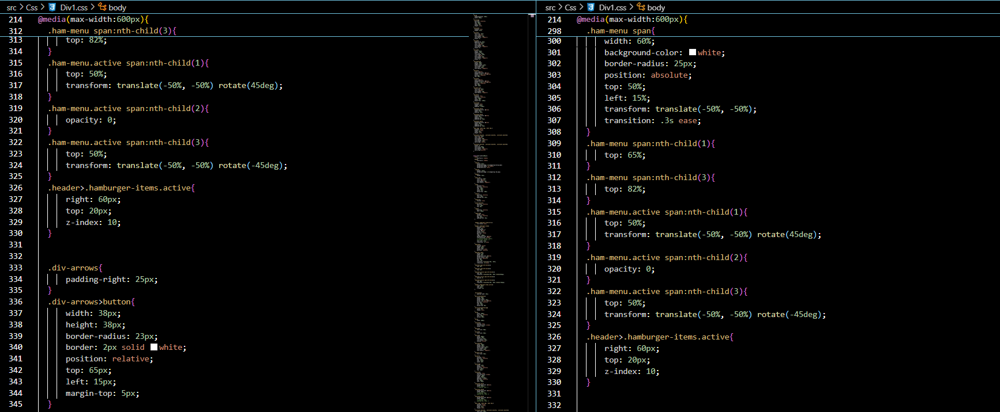 src > Css > Div1.css > body
214 @media(max-width:600px){
312 .ham-menu span:nth-child(3){
313 top: 82%;
314 }
315 .ham-menu.active span:nth-child(1){
316 top: 50%;
317 transform: translate(-50%, -50%) rotate(45deg);
318 }
319 .ham-menu.active span:nth-child(2){
320 opacity: 0;
321 }
322 .ham-menu.active span:nth-child(3){
323 top: 50%;
324 transform: translate(-50%, -50%) rotate(-45deg);
325 }
326 .header>.hamburger-items.active{
327 right: 60px;
328 top: 20px;
329 z-index: 10;
330 }
331
332
333 .div-arrows{
334 padding-right: 25px;
335 }
336 .div-arrows>button{
337 width: 38px;
338 height: 38px;
339 border-radius: 23px;
340 border: 2px solid white;
341 position: relative;
342 top: 65px;
343 left: 15px;
344 margin-top: 5px;
345 }
src > Css > Div1.css > body
214 @media(max-width:600px){
298 .ham-menu span{
300 width: 60%;
301 background-color: white;
302 border-radius: 25px;
303 position: absolute;
304 top: 50%;
305 left: 15%;
306 transform: translate(-50%, -50%);
307 transition: .3s ease;
308 }
309 .ham-menu span:nth-child(1){
310 top: 65%;
311 }
312 .ham-menu span:nth-child(3){
313 top: 82%;
314 }
315 .ham-menu.active span:nth-child(1){
316 top: 50%;
317 transform: translate(-50%, -50%) rotate(45deg);
318 }
319 .ham-menu.active span:nth-child(2){
320 opacity: 0;
321 }
322 .ham-menu.active span:nth-child(3){
323 top: 50%;
324 transform: translate(-50%, -50%) rotate(-45deg);
325 }
326 .header>.hamburger-items.active{
327 right: 60px;
328 top: 20px;
329 z-index: 10;
330 }
331
332